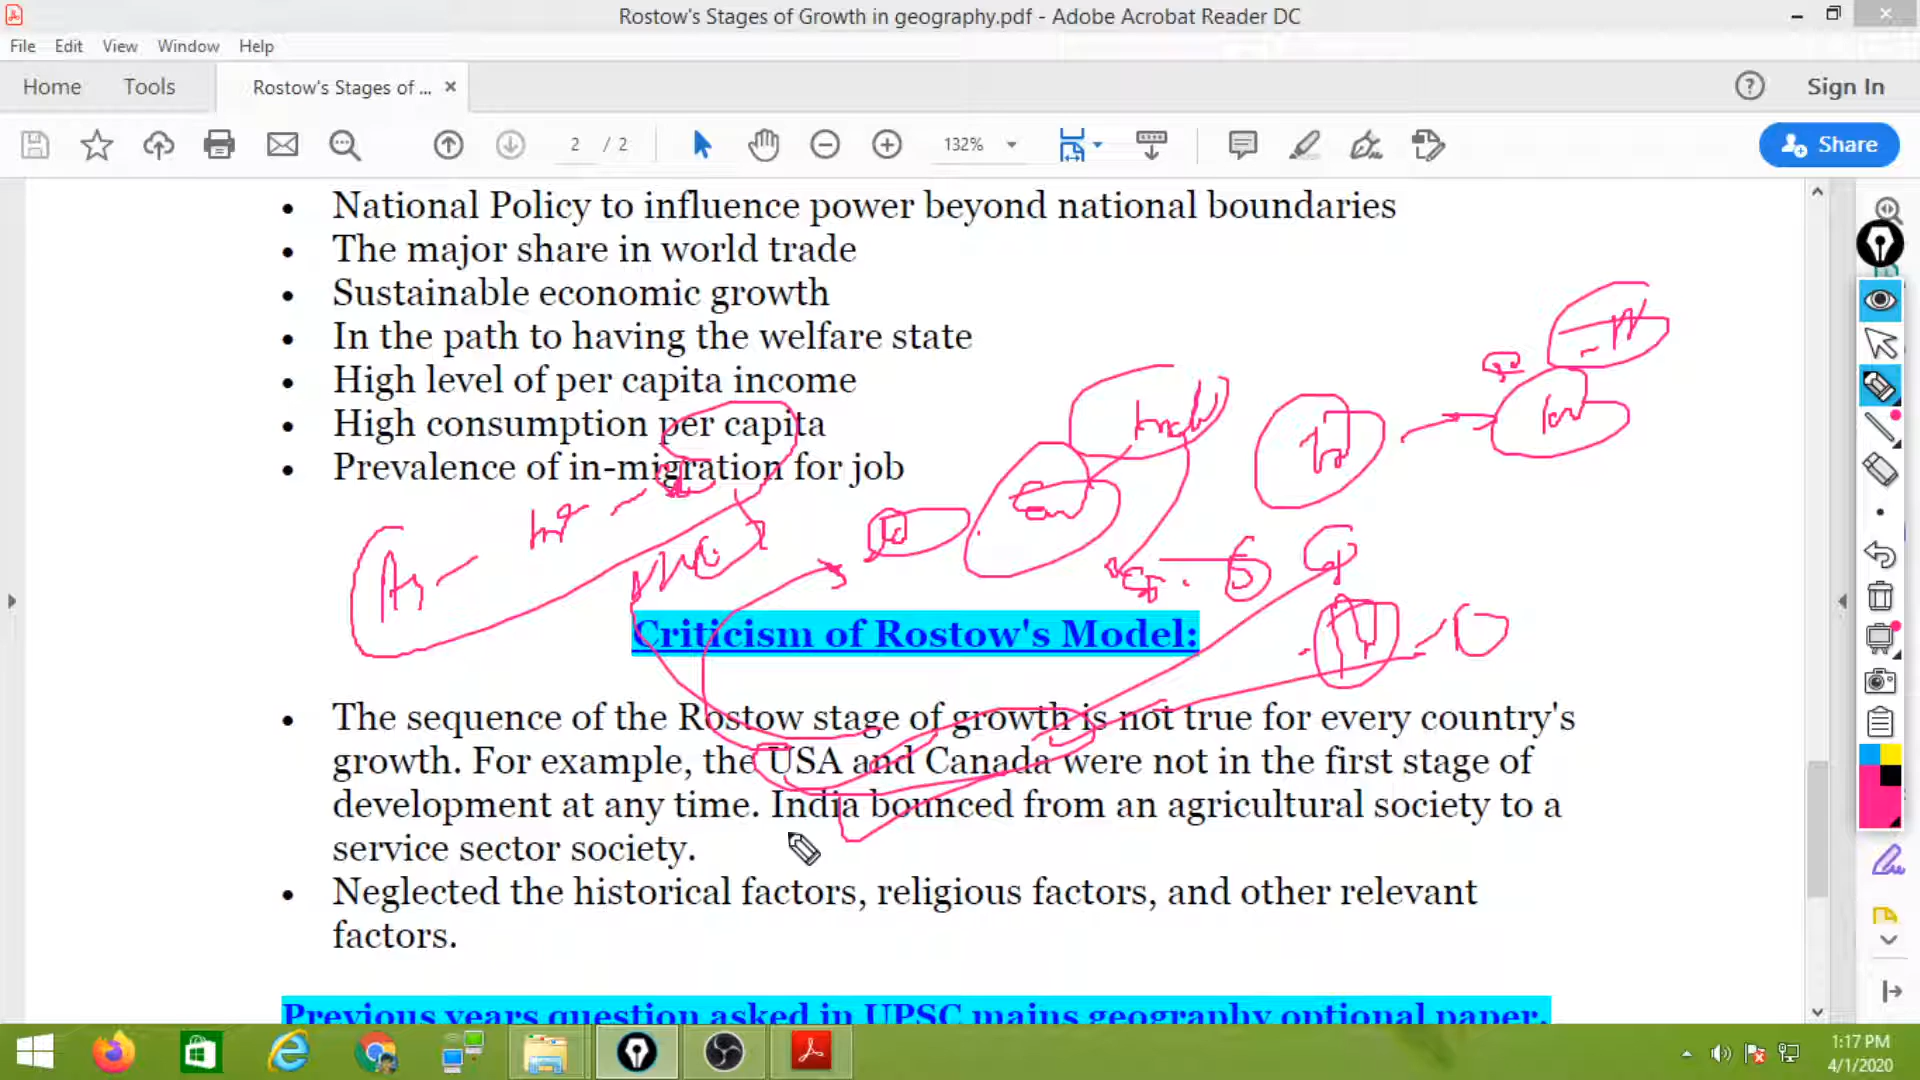 Rostow's Stages of Growth in geography.pdf - Adobe Acrobat Reader DC
File Edit View Window Help
Home Tools Rostow's Stages of ... × Sign In
2 / 2 132% Share
• National Policy to influence power beyond national boundaries
• The major share in world trade
• Sustainable economic growth
• In the path to having the welfare state
• High level of per capita income
• High consumption per capita
• Prevalence of in-migration for job
Criticism of Rostow's Model:
• The sequence of the Rostow stage of growth is not true for every country's
growth. For example, the USA and Canada were not in the first stage of
development at any time. India bounced from an agricultural society to a
service sector society.
• Neglected the historical factors, religious factors, and other relevant
factors.
Previous years question asked in UPSC mains geography optional paper.
1:17 PM
4/1/2020